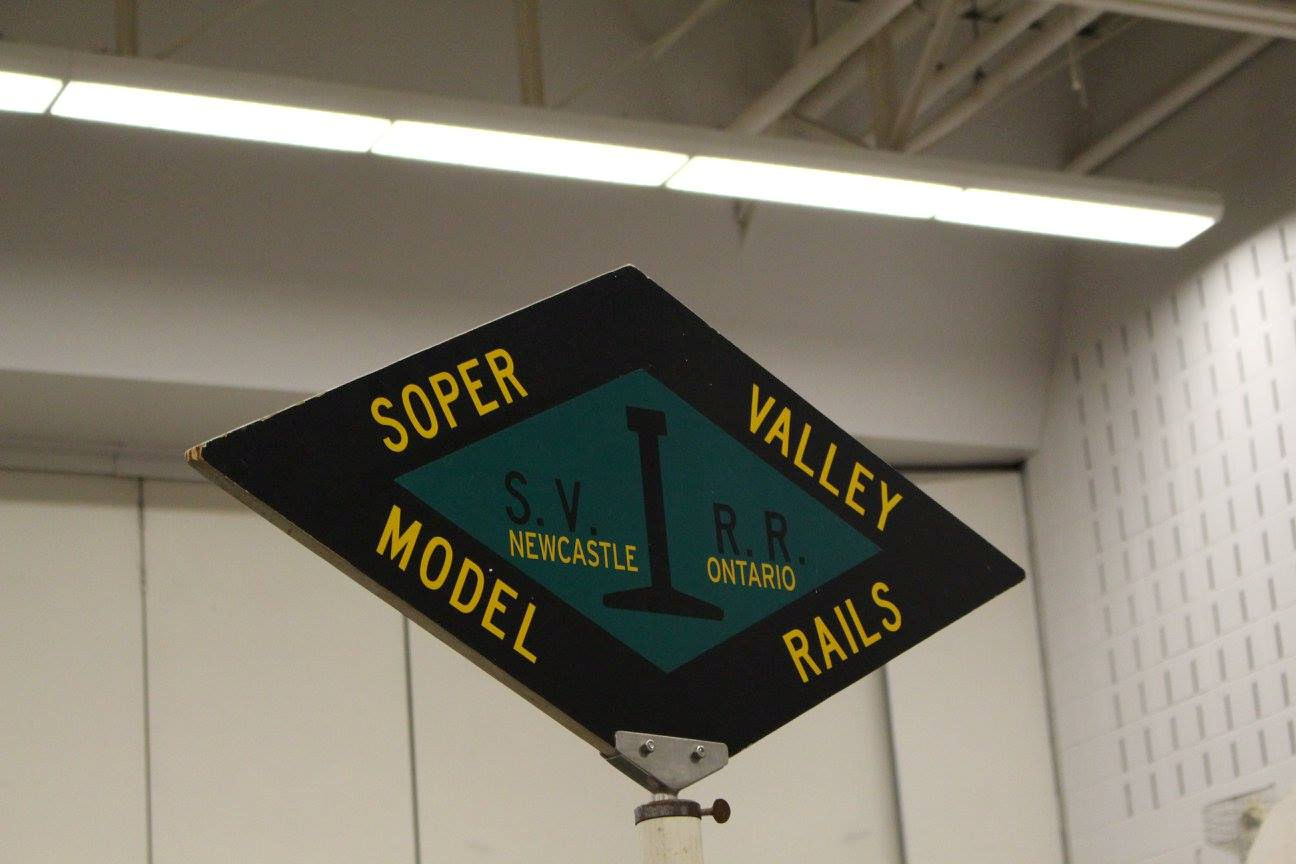 SOPER
VALLEY
S. V.
R. R.
NEWCASTLE
ONTARIO
MODEL
RAILS